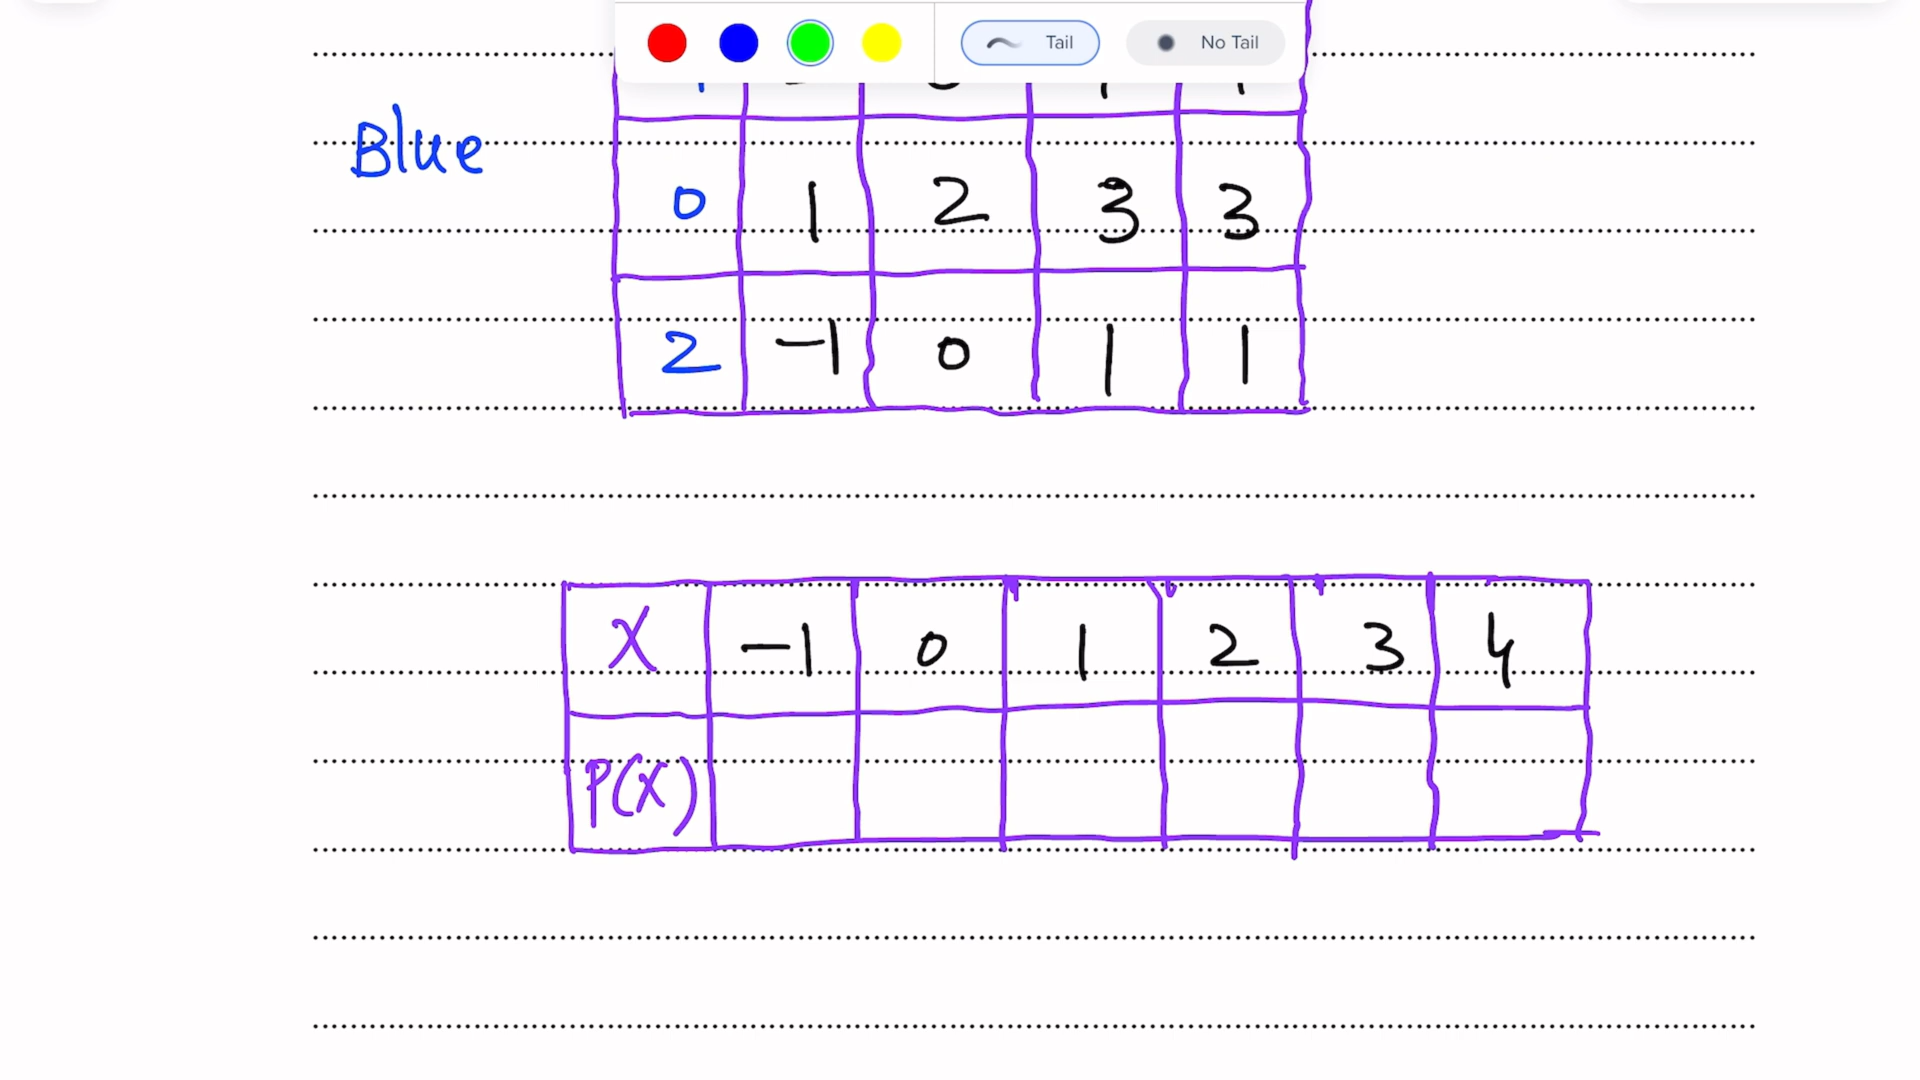 Tail No Tail
Blue
0 1 2 3 3
2 -1 0 1 1
X -1 0 1 2 3 4
P(X)